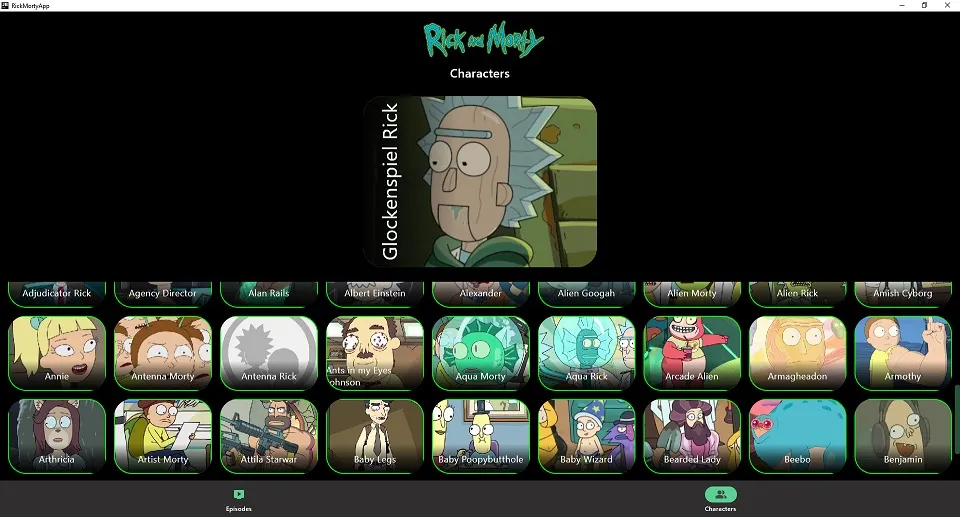 RickMortyApp
Rick and Morty
Characters
Glockenspiel Rick
Adjudicator Rick
Agency Director
Alan Rails
Albert Einstein
Alexander
Alien Googah
Alien Morty
Alien Rick
Amish Cyborg
Annie
Antenna Morty
Antenna Rick
Ants in my Eyes
Johnson
Aqua Morty
Aqua Rick
Arcade Alien
Armagheadon
Armothy
Arthricia
Artist Morty
Attila Starwar
Baby Legs
Baby Poopybutthole
Baby Wizard
Bearded Lady
Beebo
Benjamin
Episodes
Characters